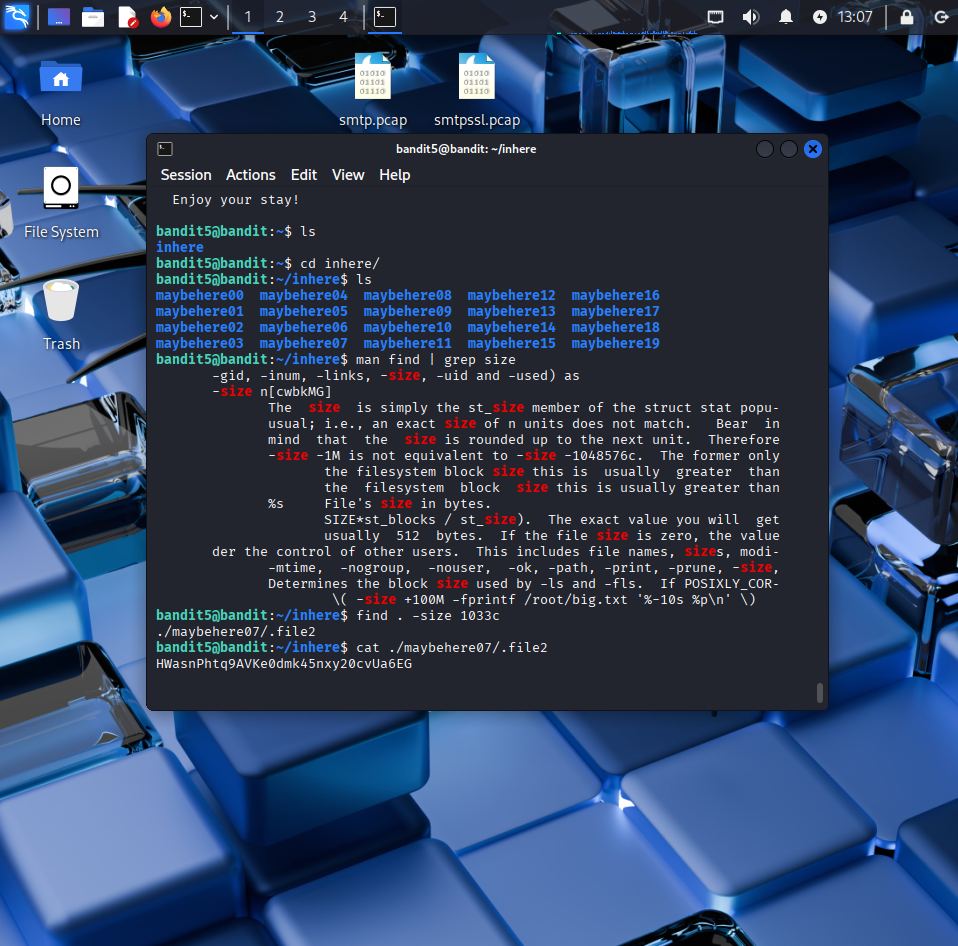 1 2 3 4 13:07
Home
smtp.pcap
smtpssl.pcap
File System
Trash
bandit5@bandit: ~/inhere
Session Actions Edit View Help
Enjoy your stay!
bandit5@bandit:~$ ls
inhere
bandit5@bandit:~$ cd inhere/
bandit5@bandit:~/inhere$ ls
maybehere00 maybehere04 maybehere08 maybehere12 maybehere16
maybehere01 maybehere05 maybehere09 maybehere13 maybehere17
maybehere02 maybehere06 maybehere10 maybehere14 maybehere18
maybehere03 maybehere07 maybehere11 maybehere15 maybehere19
bandit5@bandit:~/inhere$ man find | grep size
-gid, -inum, -links, -size, -uid and -used) as
-size n[cwbkMG]
The size is simply the st_size member of the struct stat popu-
usual; i.e., an exact size of n units does not match. Bear in
mind that the size is rounded up to the next unit. Therefore
-size -1M is not equivalent to -size -1048576c. The former only
the filesystem block size this is usually greater than
the filesystem block size this is usually greater than
%s File's size in bytes.
SIZE*st_blocks / st_size). The exact value you will get
usually 512 bytes. If the file size is zero, the value
der the control of other users. This includes file names, sizes, modi-
-mtime, -nogroup, -nouser, -ok, -path, -print, -prune, -size,
Determines the block size used by -ls and -fls. If POSIXLY_COR-
\( -size +100M -fprintf /root/big.txt '%-10s %p\n' \)
bandit5@bandit:~/inhere$ find . -size 1033c
./maybehere07/.file2
bandit5@bandit:~/inhere$ cat ./maybehere07/.file2
HWasnPhtq9AVKe0dmk45nxy20cvUa6EG